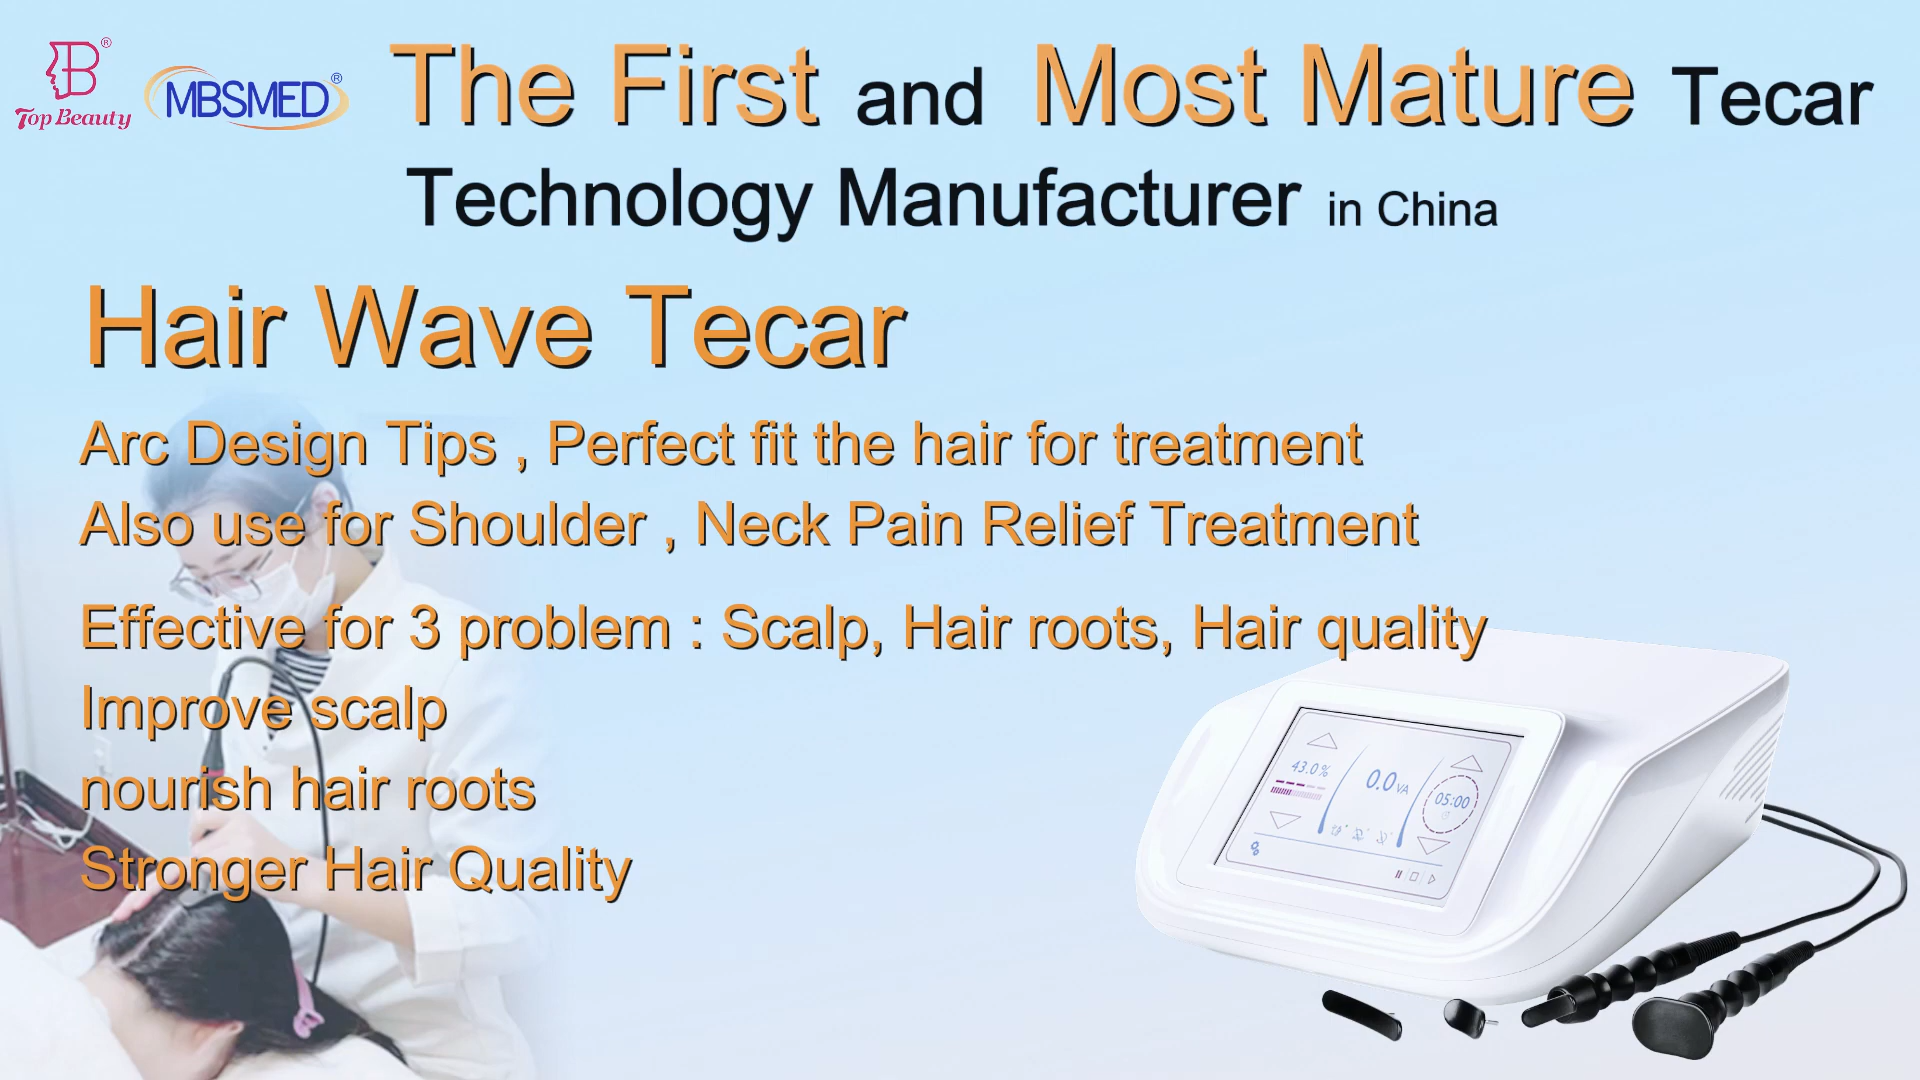 B®
Top Beauty
MBSMED®
The First and Most Mature Tecar
Technology Manufacturer in China
Hair Wave Tecar
Arc Design Tips , Perfect fit the hair for treatment
Also use for Shoulder , Neck Pain Relief Treatment
Effective for 3 problem : Scalp, Hair roots, Hair quality
Improve scalp
nourish hair roots
Stronger Hair Quality
43.0% 0.0VA 05:00